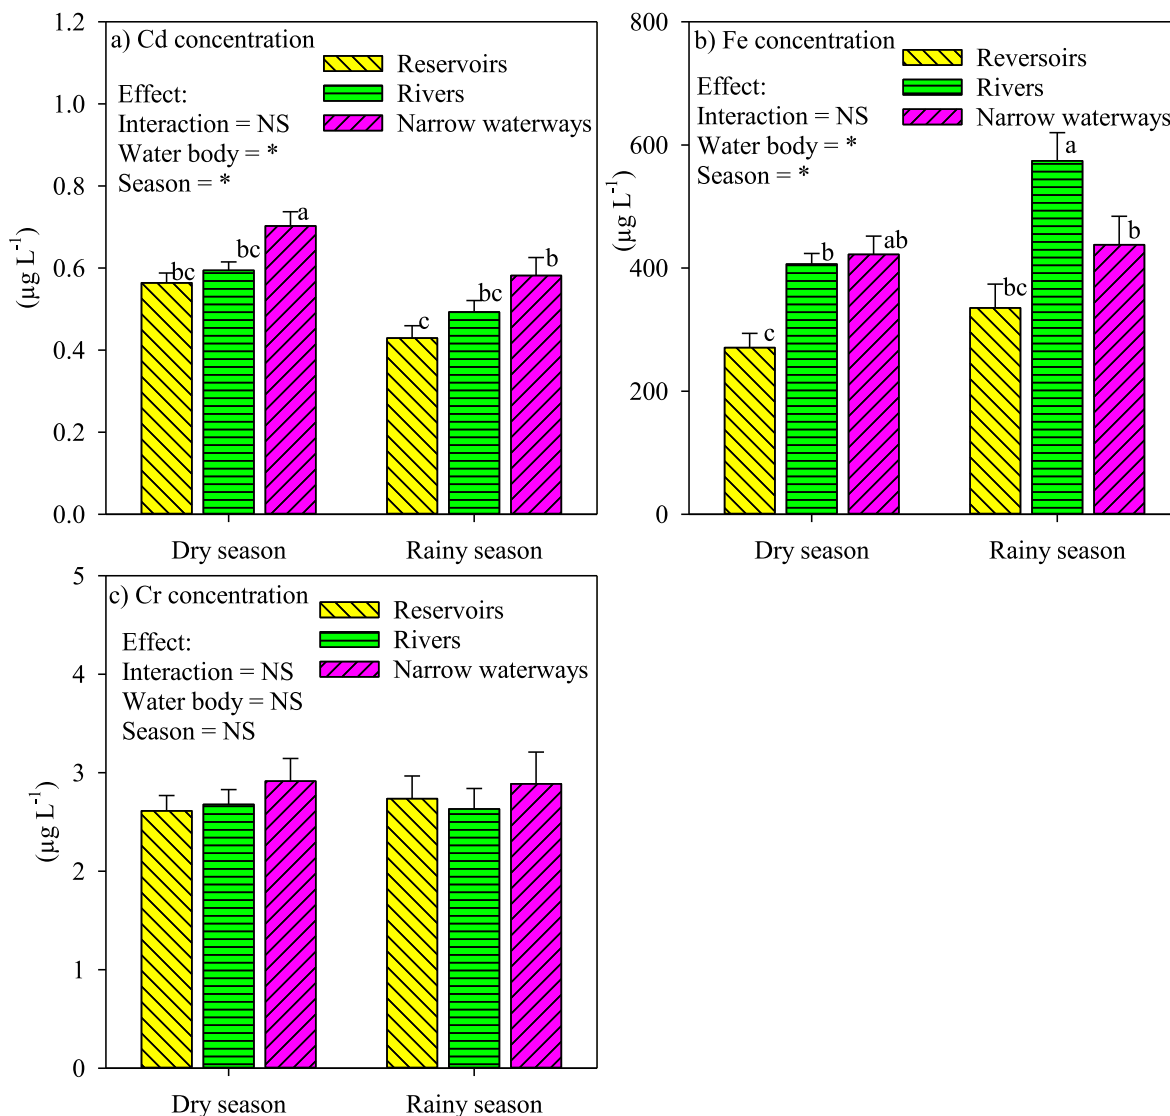 a) Cd concentration
Reservoirs
Rivers
Narrow waterways
Effect:
Interaction = NS
Water body = *
Season = *
(µg L⁻¹)
1.2
1.0
0.8
0.6
0.4
0.2
0.0
bc
bc
a
c
bc
b
Dry season
Rainy season
b) Fe concentration
Reversoirs
Rivers
Narrow waterways
Effect:
Interaction = NS
Water body = *
Season = *
(µg L⁻¹)
800
600
400
200
0
c
b
ab
bc
a
b
Dry season
Rainy season
c) Cr concentration
Reservoirs
Rivers
Narrow waterways
Effect:
Interaction = NS
Water body = NS
Season = NS
(µg L⁻¹)
5
4
3
2
1
0
Dry season
Rainy season